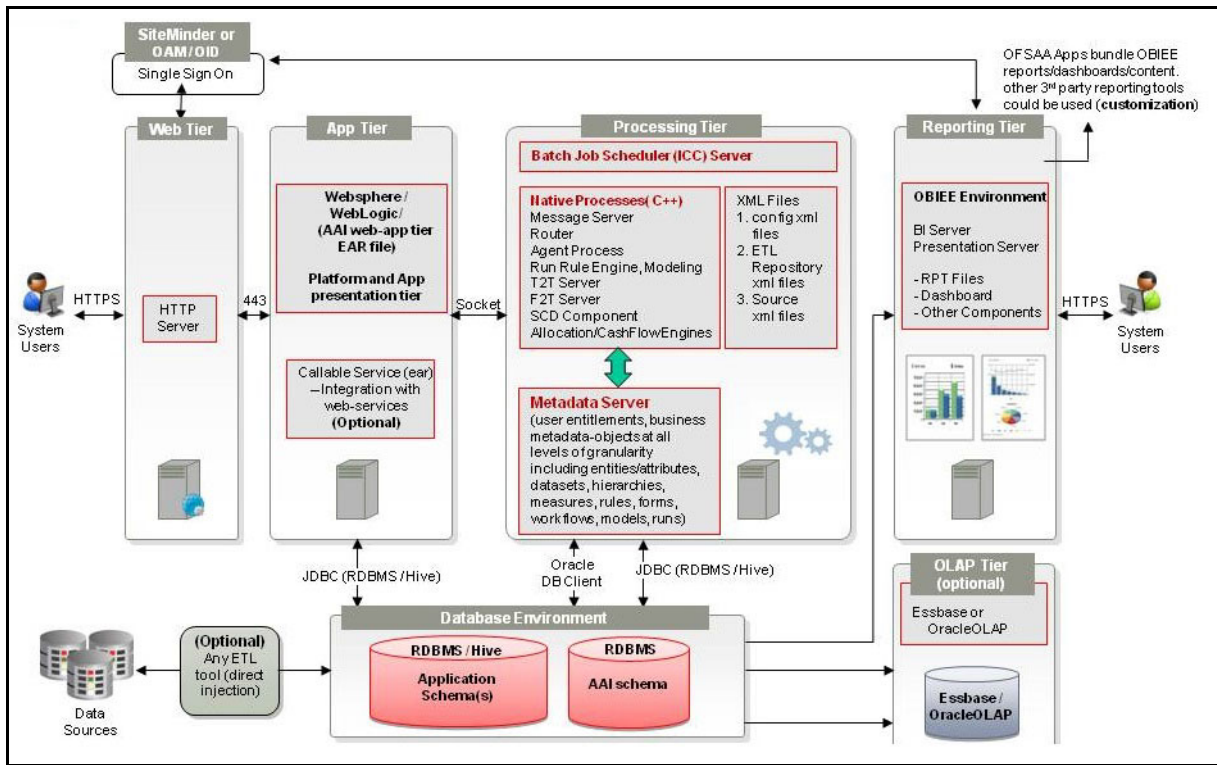 SiteMinder or
OAM/OID
Single Sign On
OFSAA Apps bundle OBIEE
reports/dashboards/content.
other 3rd party reporting tools
could be used (customization)
Web Tier
HTTP
Server
App Tier
Websphere /
WebLogic/
(AAI web-app tier
EAR file)
Platform and App
presentation tier
Callable Service (ear)
–Integration with
web-services
(Optional)
Processing Tier
Batch Job Scheduler (ICC) Server
Native Processes( C++)
Message Server
Router
Agent Process
Run Rule Engine, Modeling
T2T Server
F2T Server
SCD Component
Allocation/CashFlowEngines
XML Files
1. config xml
files
2. ETL
Repository
xml files
3. Source
xml files
Metadata Server
(user entitlements, business
metadata-objects at all
levels of granularity
including entities/attributes,
datasets, hierarchies,
measures, rules, forms,
workflows, models, runs)
Reporting Tier
OBIEE Environment
BI Server
Presentation Server
- RPT Files
- Dashboard
- Other Components
HTTPS
System
Users
443
Socket
HTTPS
System
Users
JDBC (RDBMS /Hive)
Oracle
DB Client
JDBC (RDBMS /Hive)
OLAP Tier
(optional)
Essbase or
OracleOLAP
Essbase /
OracleOLAP
Database Environment
RDBMS / Hive
Application
Schema(s)
RDBMS
AAI schema
(Optional)
Any ETL
tool (direct
injection)
Data
Sources